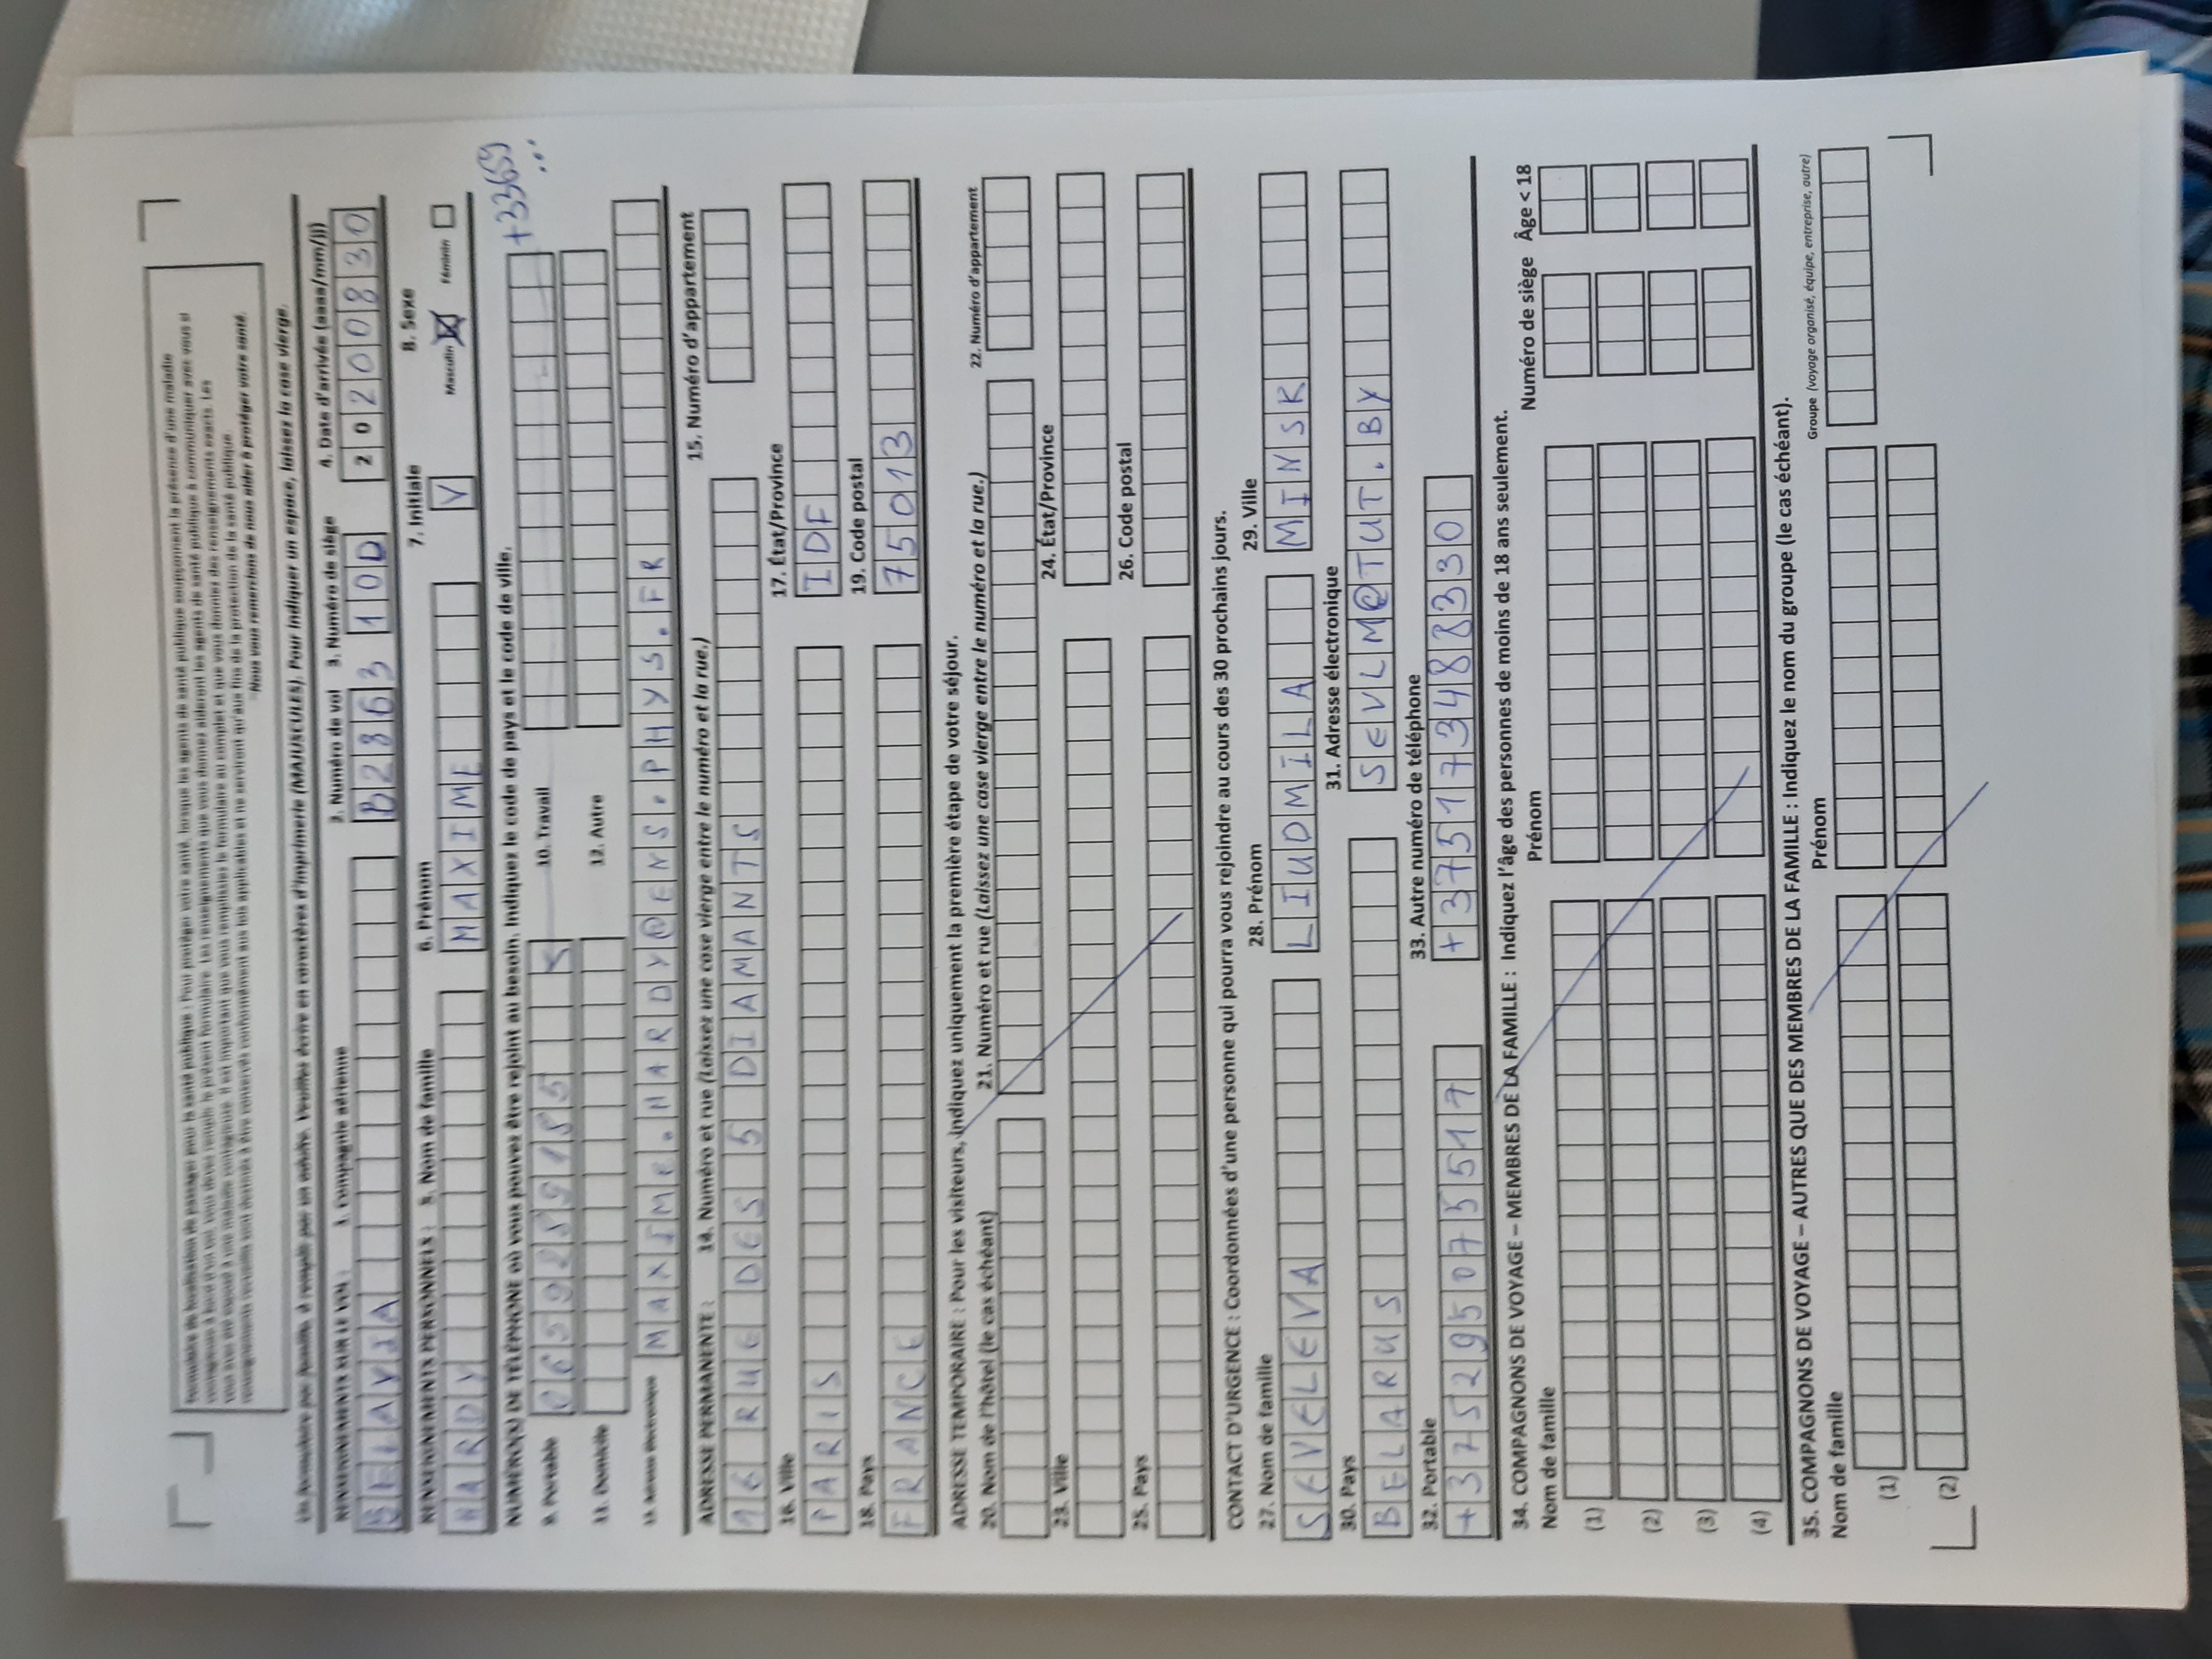 Formulaire de localisation de passager pour la santé publique : Pour protéger votre santé, lorsque les agents de santé publique soupçonnent la présence d'une maladie
contagieuse à bord d'un vol, vous devez remplir le présent formulaire. Les renseignements que vous donnez aideront les agents de santé publique à communiquer avec vous si
vous avez été exposé à une maladie contagieuse. Il est important que vous remplissiez le formulaire au complet et que vous donniez des renseignements exacts. Les
renseignements recueillis sont destinés à être conservés conformément aux lois applicables et ne serviront qu'aux fins de la protection de la santé publique.
Nous vous remercions de nous aider à protéger votre santé.
Un formulaire par famille, à remplir par un adulte. Veuillez écrire en caractères d'imprimerie (MAJUSCULES). Pour indiquer un espace, laissez la case vierge.
RENSEIGNEMENTS SUR LE VOL : 1. Compagnie aérienne 2. Numéro de vol 3. Numéro de siège 4. Date d'arrivée (aaaa/mm/jj)
BELAVIA B2863 10D 20200830
RENSEIGNEMENTS PERSONNELS : 5. Nom de famille 6. Prénom 7. Initiale 8. Sexe
HARDY MAXIME V Masculin Féminin
NUMÉRO(S) DE TÉLÉPHONE où vous pouvez être rejoint au besoin. Indiquez le code de pays et le code de ville. +33659 ...
9. Portable 0659289185 10. Travail
11. Domicile 12. Autre
13. Adresse électronique MAXIME.HARDY@ENS.PHYS.FR
ADRESSE PERMANENTE : 14. Numéro et rue (Laissez une case vierge entre le numéro et la rue.) 15. Numéro d'appartement
16 RUE DES 5 DIAMANTS
16. Ville 17. État/Province
PARIS IDF
18. Pays 19. Code postal
FRANCE 75013
ADRESSE TEMPORAIRE : Pour les visiteurs, indiquez uniquement la première étape de votre séjour.
20. Nom de l'hôtel (le cas échéant) 21. Numéro et rue (Laissez une case vierge entre le numéro et la rue.) 22. Numéro d'appartement
23. Ville 24. État/Province
25. Pays 26. Code postal
CONTACT D'URGENCE : Coordonnées d'une personne qui pourra vous rejoindre au cours des 30 prochains jours.
27. Nom de famille 28. Prénom 29. Ville
SEVELEVA LIUDMILA MINSK
30. Pays 31. Adresse électronique
BELARUS SEVLM@TUT.BY
32. Portable 33. Autre numéro de téléphone
+375295075517 +375173488330
34. COMPAGNONS DE VOYAGE – MEMBRES DE LA FAMILLE : Indiquez l'âge des personnes de moins de 18 ans seulement.
Nom de famille Prénom Numéro de siège Âge < 18
(1)
(2)
(3)
(4)
35. COMPAGNONS DE VOYAGE – AUTRES QUE DES MEMBRES DE LA FAMILLE : Indiquez le nom du groupe (le cas échéant).
Nom de famille Prénom Groupe (voyage organisé, équipe, entreprise, autre)
(1)
(2)